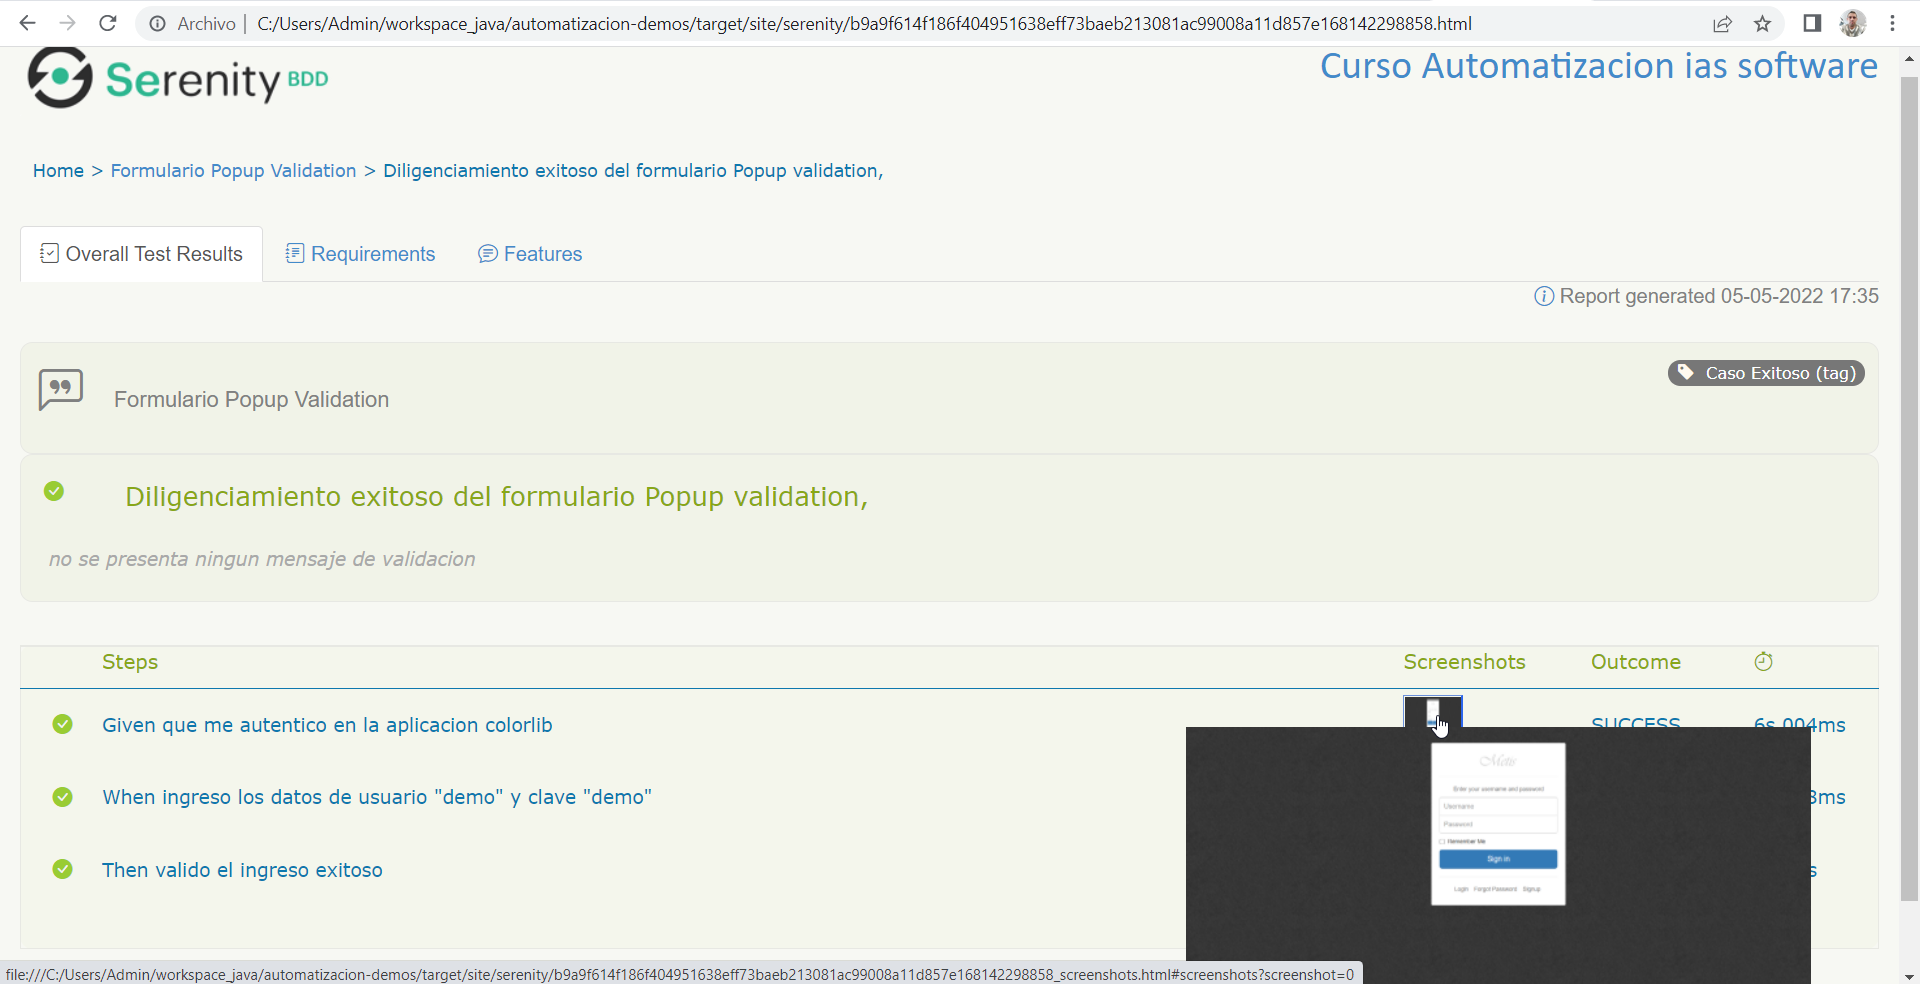 Archivo C:/Users/Admin/workspace_java/automatizacion-demos/target/site/serenity/b9a9f614f186f404951638eff73baeb213081ac99008a11d857e168142298858.html
Serenity BDD
Curso Automatizacion ias software
Home > Formulario Popup Validation > Diligenciamiento exitoso del formulario Popup validation,
Overall Test Results Requirements Features
Report generated 05-05-2022 17:35
Caso Exitoso (tag)
Formulario Popup Validation
Diligenciamiento exitoso del formulario Popup validation,
no se presenta ningun mensaje de validacion
Steps Screenshots Outcome
Given que me autentico en la aplicacion colorlib SUCCESS 6s 004ms
When ingreso los datos de usuario "demo" y clave "demo" 8ms
Then valido el ingreso exitoso s
Metis
Enter your username and password
Username
Password
Remember Me
Sign in
Login Forgot Password Signup
file:///C:/Users/Admin/workspace_java/automatizacion-demos/target/site/serenity/b9a9f614f186f404951638eff73baeb213081ac99008a11d857e168142298858_screenshots.html#screenshots?screenshot=0